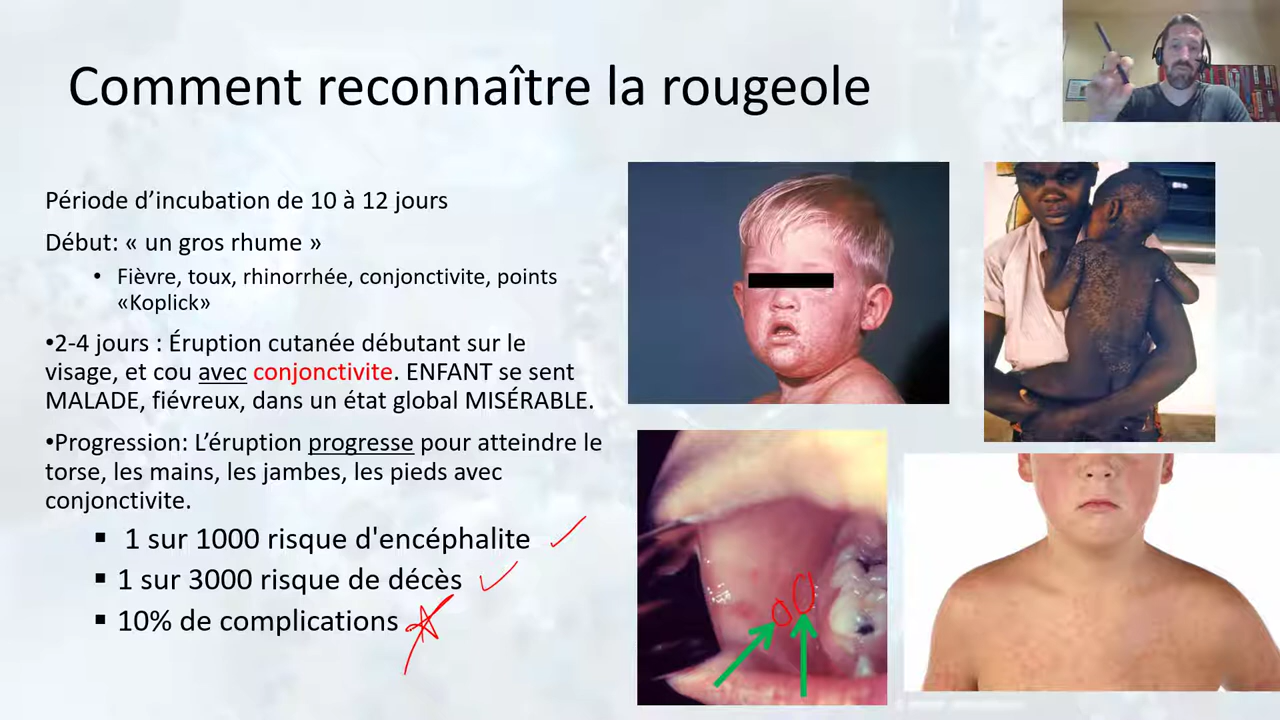 Comment reconnaître la rougeole
Période d’incubation de 10 à 12 jours
Début: « un gros rhume »
• Fièvre, toux, rhinorrhée, conjonctivite, points
«Koplick»
•2-4 jours : Éruption cutanée débutant sur le
visage, et cou avec conjonctivite. ENFANT se sent
MALADE, fiévreux, dans un état global MISÉRABLE.
•Progression: L’éruption progresse pour atteindre le
torse, les mains, les jambes, les pieds avec
conjonctivite.
▪ 1 sur 1000 risque d'encéphalite
▪ 1 sur 3000 risque de décès
▪ 10% de complications